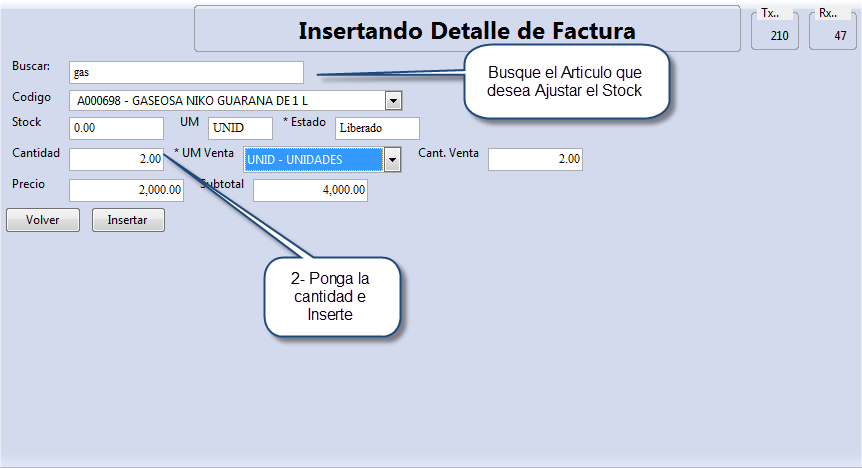 Insertando Detalle de Factura
Tx..
210
Rx..
47
Buscar:
gas
Busque el Articulo que
desea Ajustar el Stock
Codigo
A000698 - GASEOSA NIKO GUARANA DE 1 L
Stock
0.00
UM
UNID
* Estado
Liberado
Cantidad
2.00
* UM Venta
UNID - UNIDADES
Cant. Venta
2.00
Precio
2,000.00
Subtotal
4,000.00
Volver
Insertar
2- Ponga la
cantidad e
Inserte